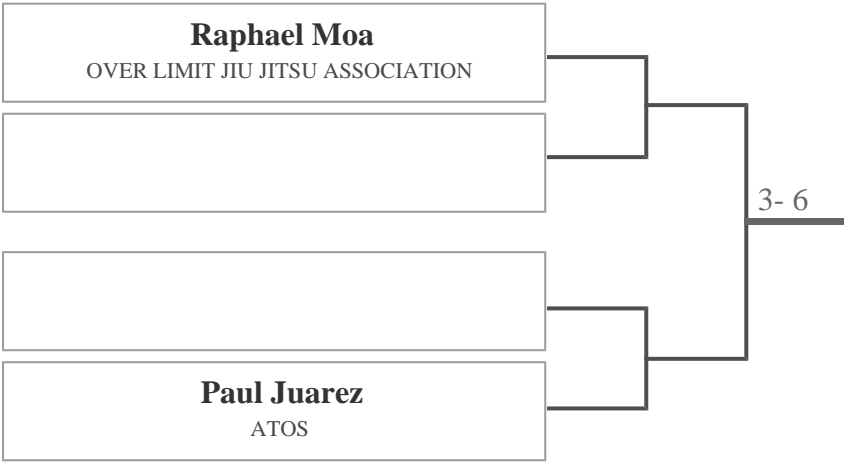 Raphael Moa
OVER LIMIT JIU JITSU ASSOCIATION
3- 6
Paul Juarez
ATOS